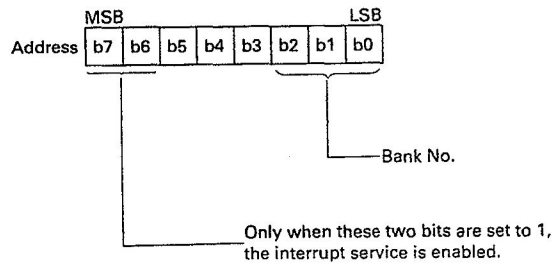 MSB LSB
Address b7 b6 b5 b4 b3 b2 b1 b0
Bank No.
Only when these two bits are set to 1,
the interrupt service is enabled.